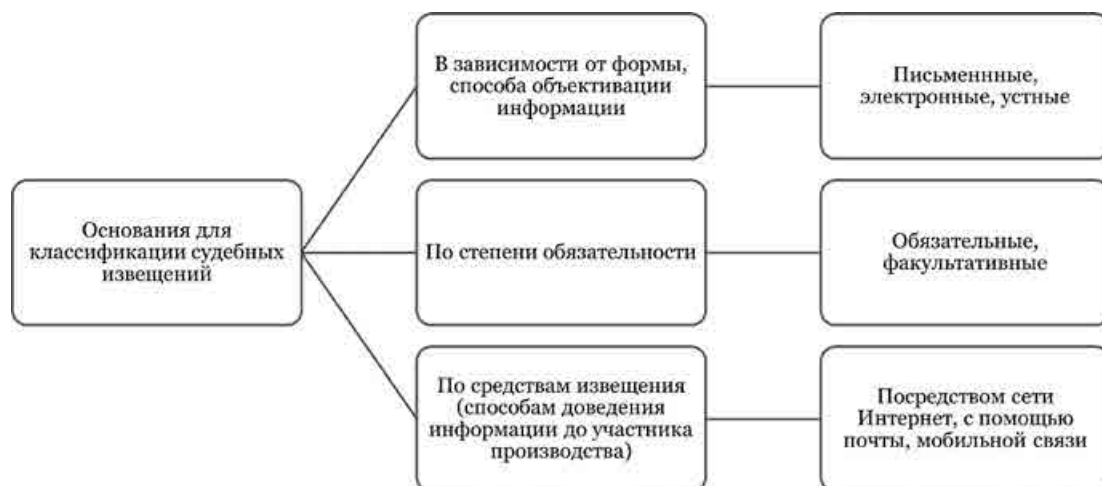 В зависимости от формы,
способа объективации
информации
Письменнные,
электронные, устные
Основания для
классификации судебных
извещений
По степени обязательности
Обязательные,
факультативные
По средствам извещения
(способам доведения
информации до участника
производства)
Посредством сети
Интернет, с помощью
почты, мобильной связи